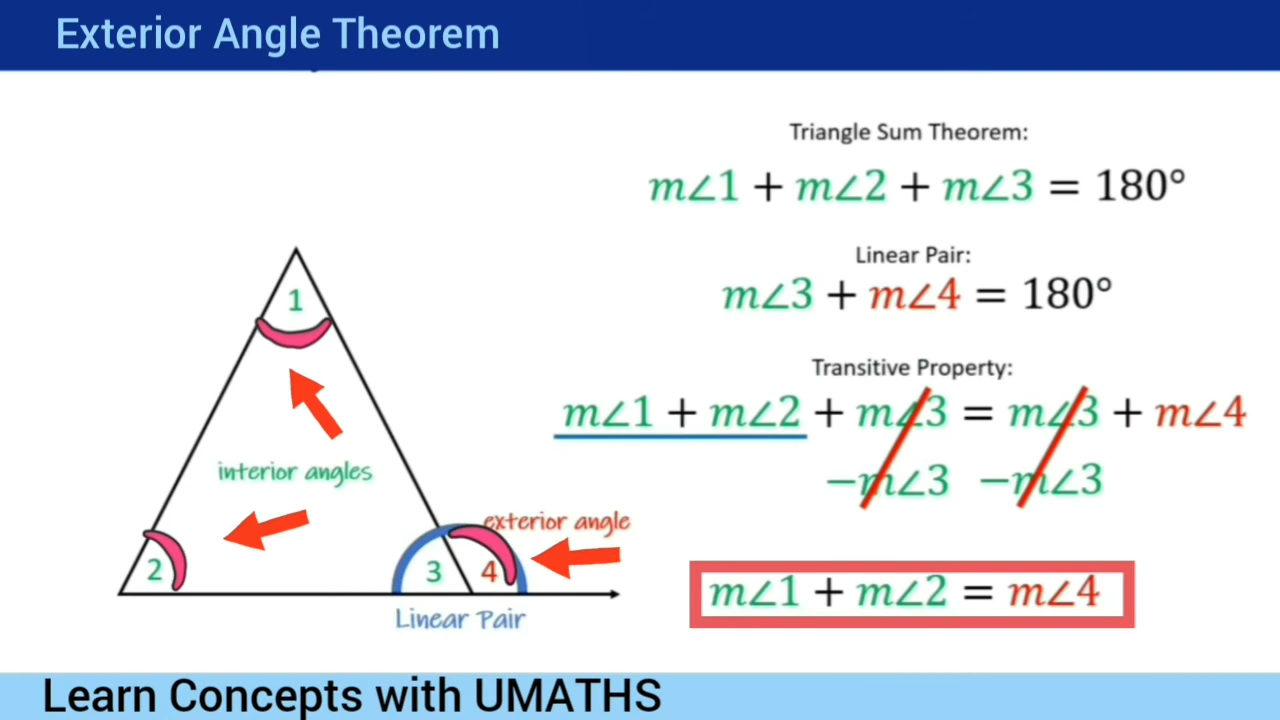 Exterior Angle Theorem
Triangle Sum Theorem:
m∠1 + m∠2 + m∠3 = 180°
Linear Pair:
m∠3 + m∠4 = 180°
Transitive Property:
m∠1 + m∠2 + m∠3 = m∠3 + m∠4
−m∠3 −m∠3
m∠1 + m∠2 = m∠4
1
interior angles
exterior angle
2
3
4
Linear Pair
Learn Concepts with UMATHS